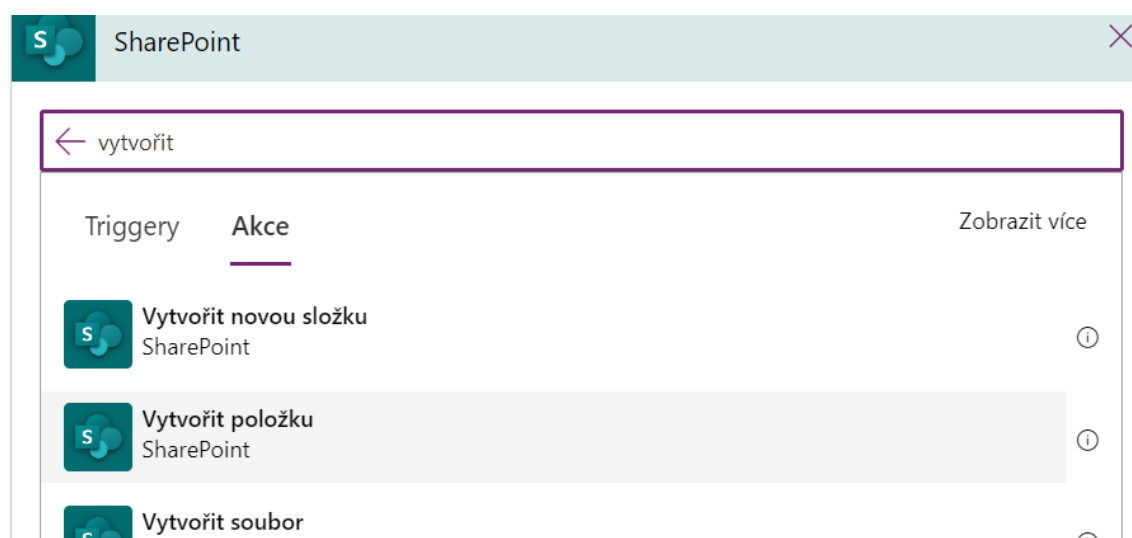 S SharePoint
vytvořit
Triggery Akce Zobrazit více
Vytvořit novou složku
S SharePoint
Vytvořit položku
S SharePoint
Vytvořit soubor